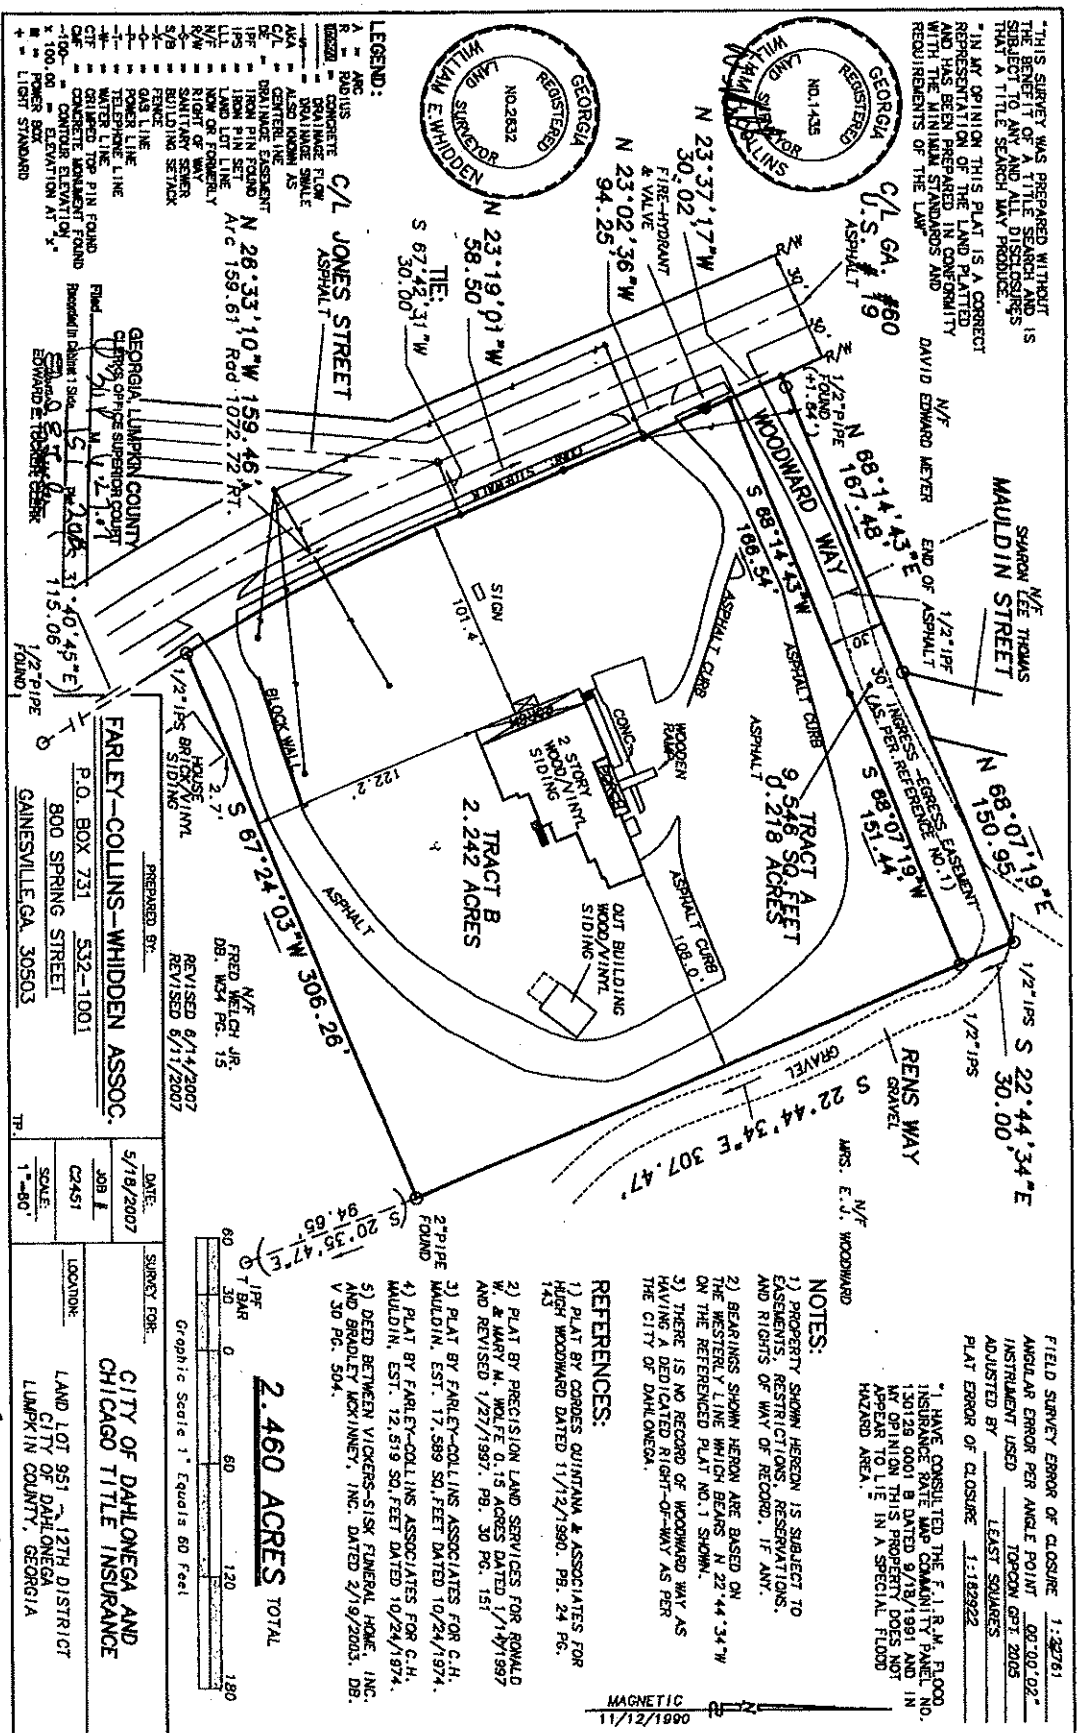 "THIS SURVEY WAS PREPARED WITHOUT
THE BENEFIT OF A TITLE SEARCH AND IS
SUBJECT TO ANY AND ALL DISCLOSURES
THAT A TITLE SEARCH MAY PRODUCE."
"IN MY OPINION THIS PLAT IS A CORRECT
REPRESENTATION OF THE LAND PLATTED
AND HAS BEEN PREPARED IN CONFORMITY
WITH THE MINIMUM STANDARDS AND
REQUIREMENTS OF THE LAW"
GEORGIA
REGISTERED
NO.1435
LAND SURVEYOR
GEORGIA
REGISTERED
NO.2632
LAND SURVEYOR
WILLIAM E. WHIDDEN
LEGEND:
A = ARC
R = RADIUS
= CONCRETE
= DRAINAGE FLOW
= DRAINAGE SWALE
AKA = ALSO KNOWN AS
C/L = CENTERLINE
DE = DRAINAGE EASEMENT
IPF = IRON PIN FOUND
IPS = IRON PIN SET
LLL = LAND LOT LINE
N/F = NOW OR FORMERLY
R/W = RIGHT OF WAY
= SANITARY SEWER
S/B = BUILDING SETACK
-X- = FENCE
= GAS LINE
-P- = POWER LINE
-T- = TELEPHONE LINE
-W- = WATER LINE
CTF = CRIMPED TOP PIN FOUND
CMF = CONCRETE MONUMENT FOUND
-100- = CONTOUR ELEVATION
x 100.00 = ELEVATION AT "x"
= POWER BOX
= LIGHT STANDARD
C/L GA. #60
U.S. #19
ASPHALT
N/F
DAVID EDWARD MEYER
END OF ASPHALT
N/F
SHARON LEE THOMAS
MAULDIN STREET
1/2"IPF
N 23°37'17"W
30.02'
FIRE-HYDRANT
& VALVE
N 23°02'36"W
94.25'
N 23°19'01"W
58.50'
TIE:
S 67°42'31"W
30.00'
C/L JONES STREET
ASPHALT
N 28°33'10"W 159.46'
Arc 159.61 Rad 1072.72 RT.
R/W
30'
R/W
1/2"PIPE
FOUND
(+1.64')
N 68°14'43"E
167.48'
WOODWARD WAY
S 68°14'43"W
166.54'
30'
30' INGRESS-EGRESS EASEMENT
(AS.PER.REFERENCE NO.1)
N 68°07'19"E
150.95'
S 68°07'19"W
151.44'
1/2"IPS
S 22°44'34"E
30.00'
1/2"IPS
RENS WAY
GRAVEL
GRAVEL
S 22°44'34"E 307.47'
N/F
MRS. E.J. WOODWARD
CONC. SIDEWALK
ASPHALT CURB
ASPHALT CURB
ASPHALT
TRACT A
9,546 SQ.FEET
0.218 ACRES
SIGN
101.4'
CONC.
WOODEN
RAMP
PORCH
2 STORY
WOOD/VINYL
SIDING
ASPHALT CURB
108.0'
TRACT B
2.242 ACRES
OUT BUILDING
WOOD/VINYL
SIDING
122.2'
BLOCK WALL
ASPHALT
1/2"IPS
HOUSE
BRICK/VINYL
SIDING
2.7'
S 67°24'03"W 306.26'
N/F
FRED WELCH JR.
DB. W34 PG. 15
2"PIPE
FOUND
S 20°35'47"E
94.65'
IPF
T BAR
S 31°40'45"E
115.06'
1/2"PIPE
FOUND
GEORGIA, LUMPKIN COUNTY
CLERK'S OFFICE SUPERIOR COURT
Filed
Recorded in Cabinet 1 Slide
EDWARD E. TUCKER, CLERK
REVISED 6/14/2007
REVISED 6/11/2007
FIELD SURVEY ERROR OF CLOSURE 1:32761
ANGULAR ERROR PER ANGLE POINT 00°00'02"
INSTRUMENT USED TOPCON GPT 2005
ADJUSTED BY LEAST SQUARES
PLAT ERROR OF CLOSURE 1:182922
"I HAVE CONSULTED THE F.I.R.M. FLOOD
INSURANCE RATE MAP COMMUNITY PANEL NO.
130129 0001 B DATED 9/18/1991 AND IN
MY OPINION THIS PROPERTY DOES NOT
APPEAR TO LIE IN A SPECIAL FLOOD
HAZARD AREA."
NOTES:
1) PROPERTY SHOWN HEREON IS SUBJECT TO
EASEMENTS, RESTRICTIONS, RESERVATIONS,
AND RIGHTS OF WAY OF RECORD, IF ANY.
2) BEARINGS SHOWN HERON ARE BASED ON
THE WESTERLY LINE WHICH BEARS N 22°44'34"W
ON THE REFERENCED PLAT NO.1 SHOWN.
3) THERE IS NO RECORD OF WOODWARD WAY AS
HAVING A DEDICATED RIGHT-OF-WAY AS PER
THE CITY OF DAHLONEGA.
REFERENCES:
1) PLAT BY CORDES QUINTANA & ASSOCIATES FOR
HUGH WOODWARD DATED 11/12/1990. PB. 24 PG.
143
2) PLAT BY PRECISION LAND SERVICES FOR RONALD
W. & MARY M. WOLFE 0.15 ACRES DATED 1/14/1997
AND REVISED 1/27/1997. PB. 30 PG. 151
3) PLAT BY FARLEY-COLLINS ASSOCIATES FOR C.H.
MAULDIN. EST. 17,589 SQ.FEET DATED 10/24/1974.
4) PLAT BY FARLEY-COLLINS ASSOCIATES FOR C.H.
MAULDIN. EST. 12,519 SQ.FEET DATED 10/24/1974.
5) DEED BETWEEN VICKERS-SISK FUNERAL HOME, INC.
AND BRADLEY MCKINNEY, INC. DATED 2/19/2003. DB.
V 30 PG. 504.
MAGNETIC
11/12/1990
2.460 ACRES TOTAL
60 30 0 60 120 180
Graphic Scale 1" Equals 60 Feet
PREPARED BY:
FARLEY-COLLINS-WHIDDEN ASSOC.
P.O. BOX 731 532-1001
800 SPRING STREET
GAINESVILLE,GA. 30503
TP.
DATE:
5/18/2007
JOB #
C2451
SCALE:
1"=60'
SURVEY FOR:
CITY OF DAHLONEGA AND
CHICAGO TITLE INSURANCE
LOCATION:
LAND LOT 951 ~ 12TH DISTRICT
CITY OF DAHLONEGA
LUMPKIN COUNTY, GEORGIA